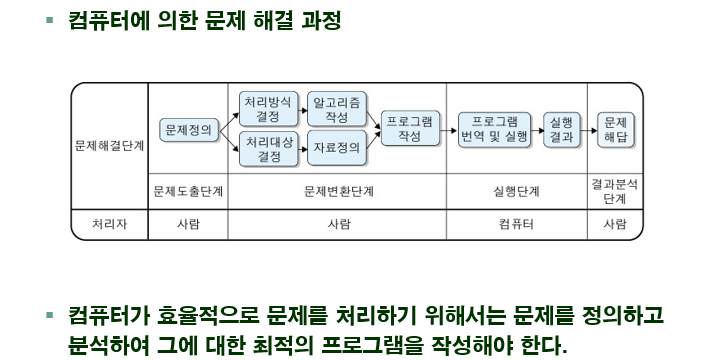 컴퓨터에 의한 문제 해결 과정
문제해결단계
문제정의
처리방식
결정
알고리즘
작성
처리대상
결정
자료정의
프로그램
작성
프로그램
번역 및 실행
실행
결과
문제
해답
문제도출단계
문제변환단계
실행단계
결과분석
단계
처리자
사람
사람
컴퓨터
사람
컴퓨터가 효율적으로 문제를 처리하기 위해서는 문제를 정의하고
분석하여 그에 대한 최적의 프로그램을 작성해야 한다.